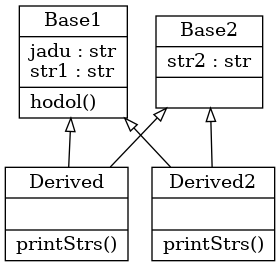 Base1
jadu : str
str1 : str
hodol()
Base2
str2 : str
Derived
printStrs()
Derived2
printStrs()